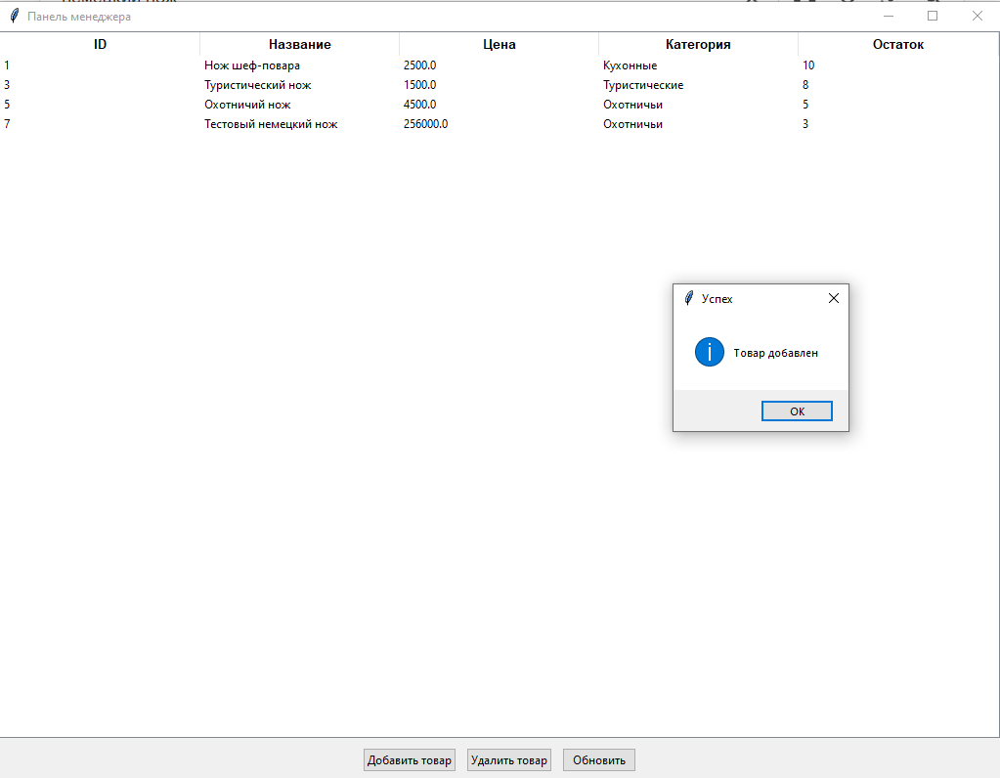 Панель менеджера
ID Название Цена Категория Остаток
1 Нож шеф-повара 2500.0 Кухонные 10
3 Туристический нож 1500.0 Туристические 8
5 Охотничий нож 4500.0 Охотничьи 5
7 Тестовый немецкий нож 256000.0 Охотничьи 3
Успех
Товар добавлен
ОК
Добавить товар Удалить товар Обновить